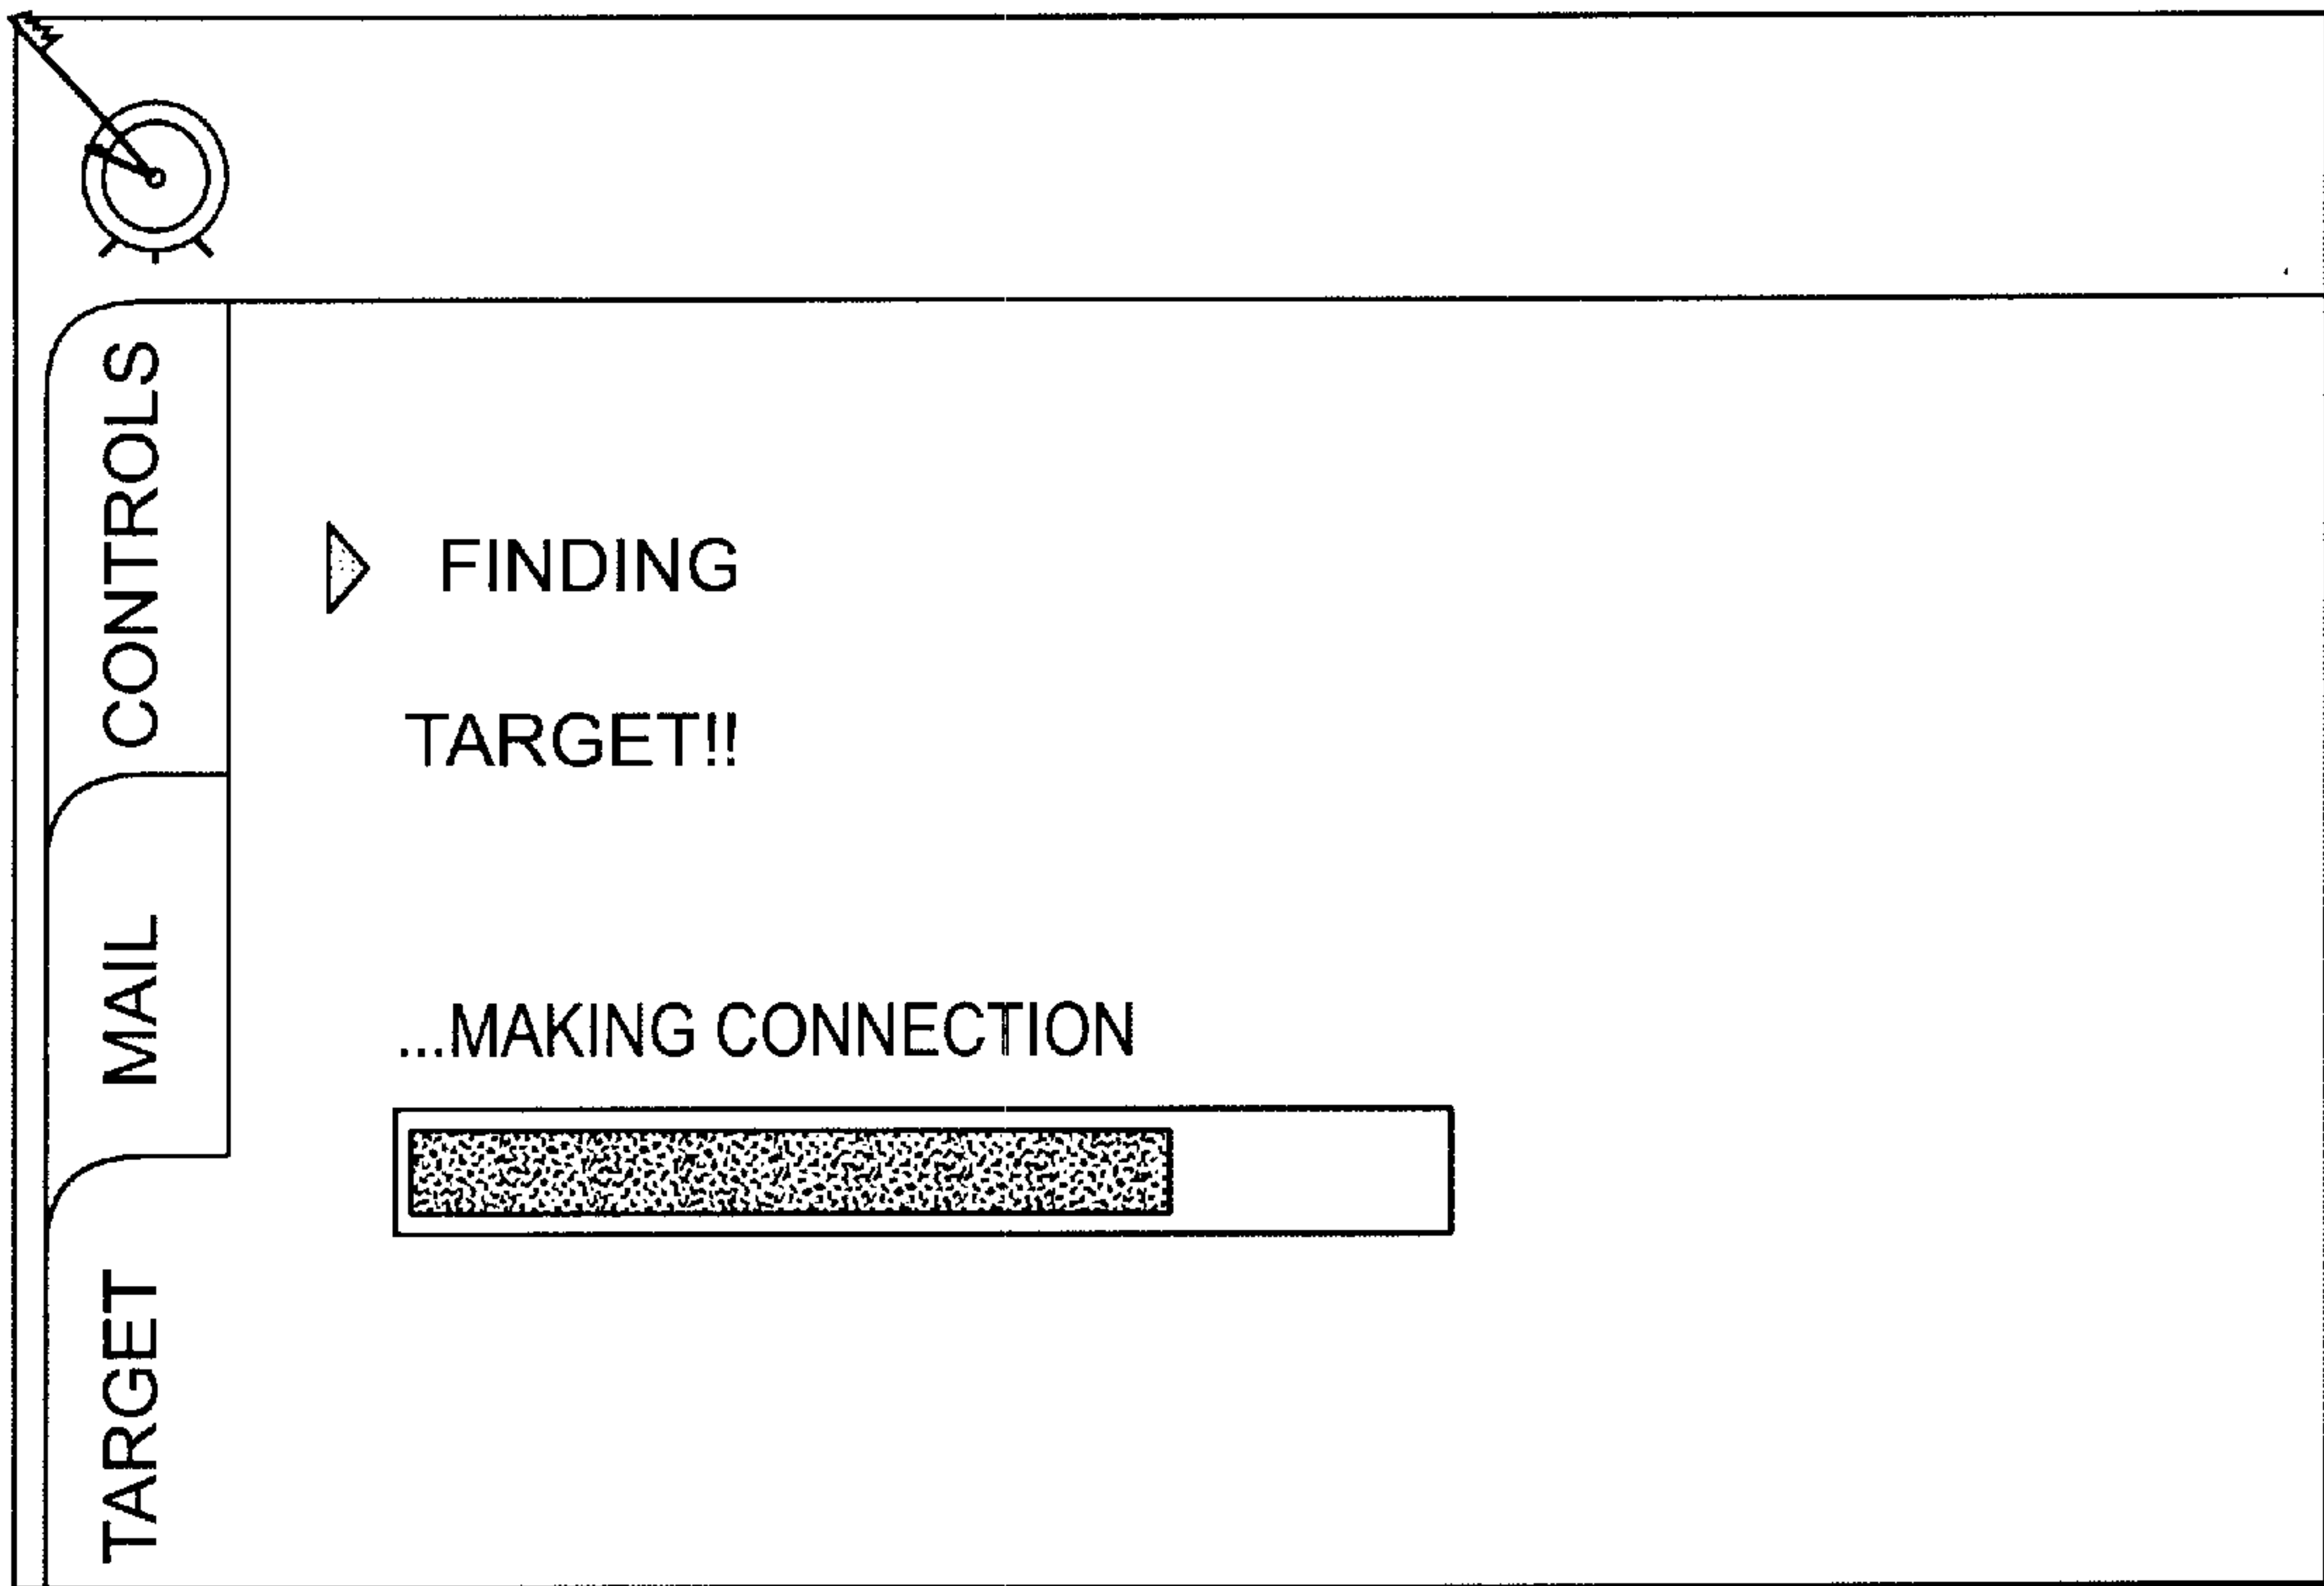 CONTROLS
MAIL
TARGET
FINDING
TARGET!!
...MAKING CONNECTION